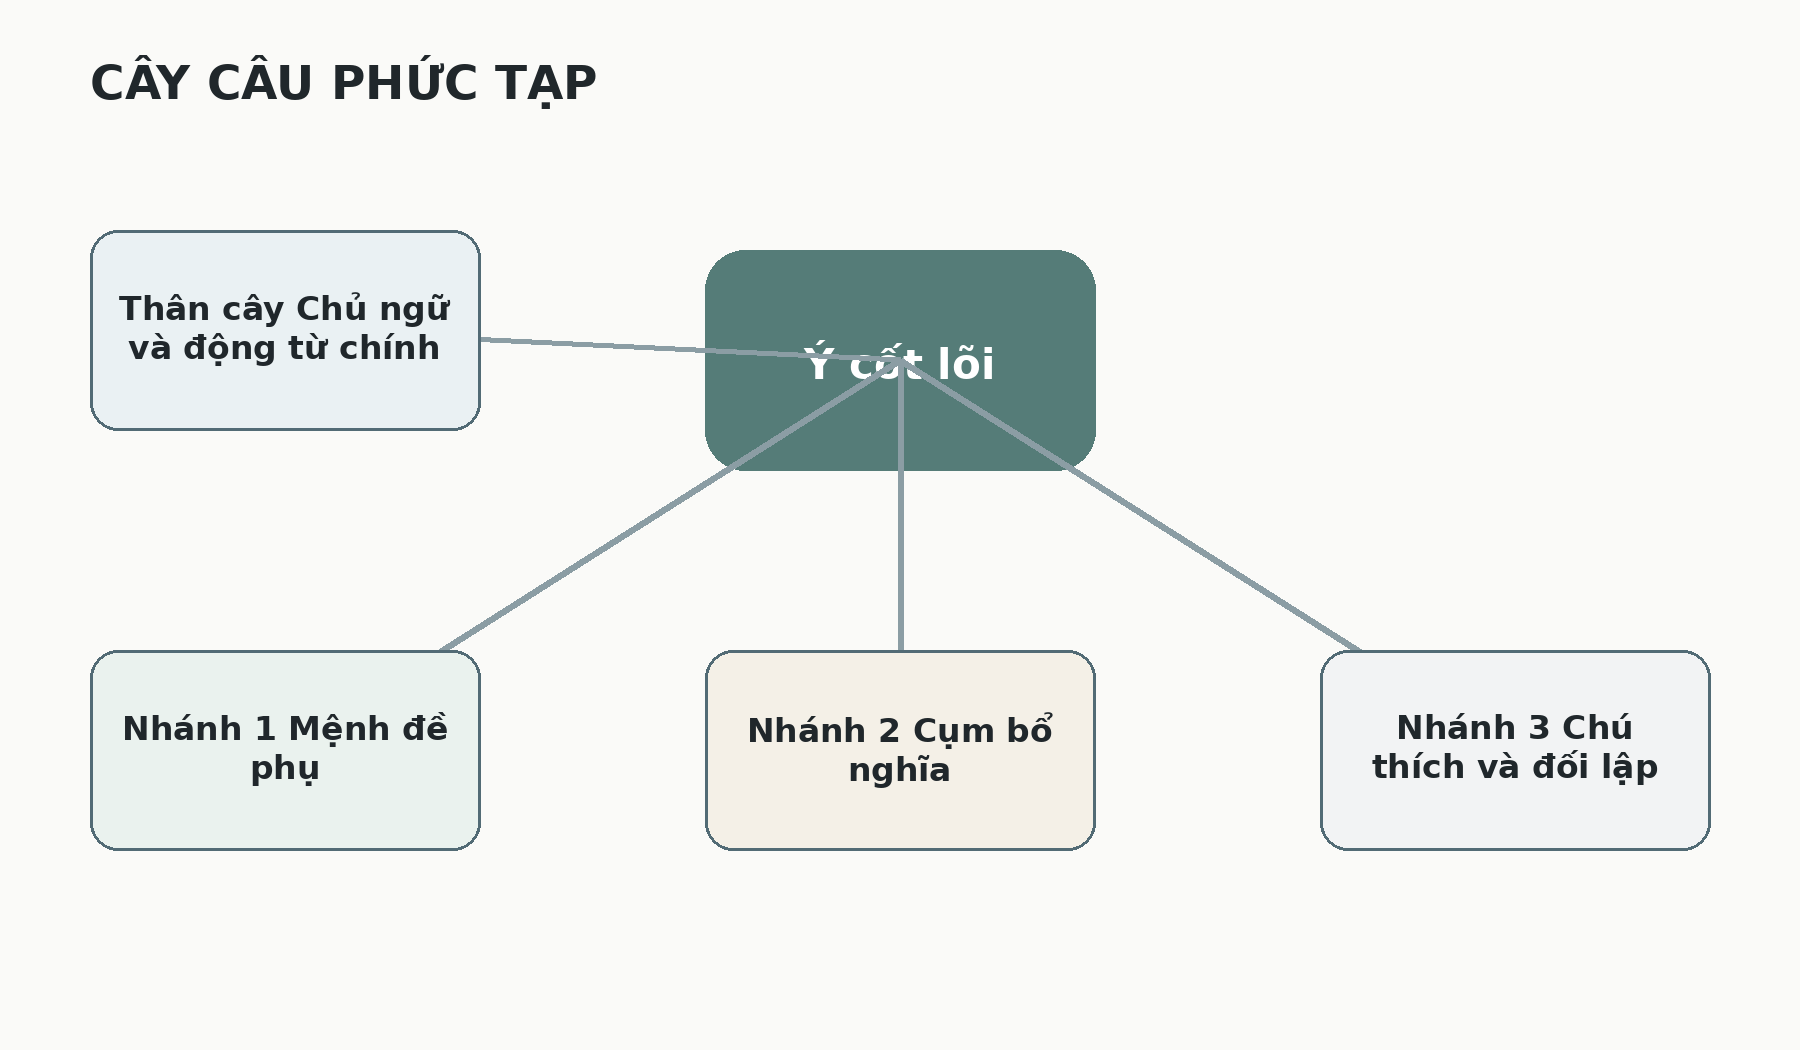 CÂY CÂU PHỨC TẠP
Thân cây Chủ ngữ
và động từ chính
Ý cốt lõi
Nhánh 1 Mệnh đề
phụ
Nhánh 2 Cụm bổ
nghĩa
Nhánh 3 Chú
thích và đối lập